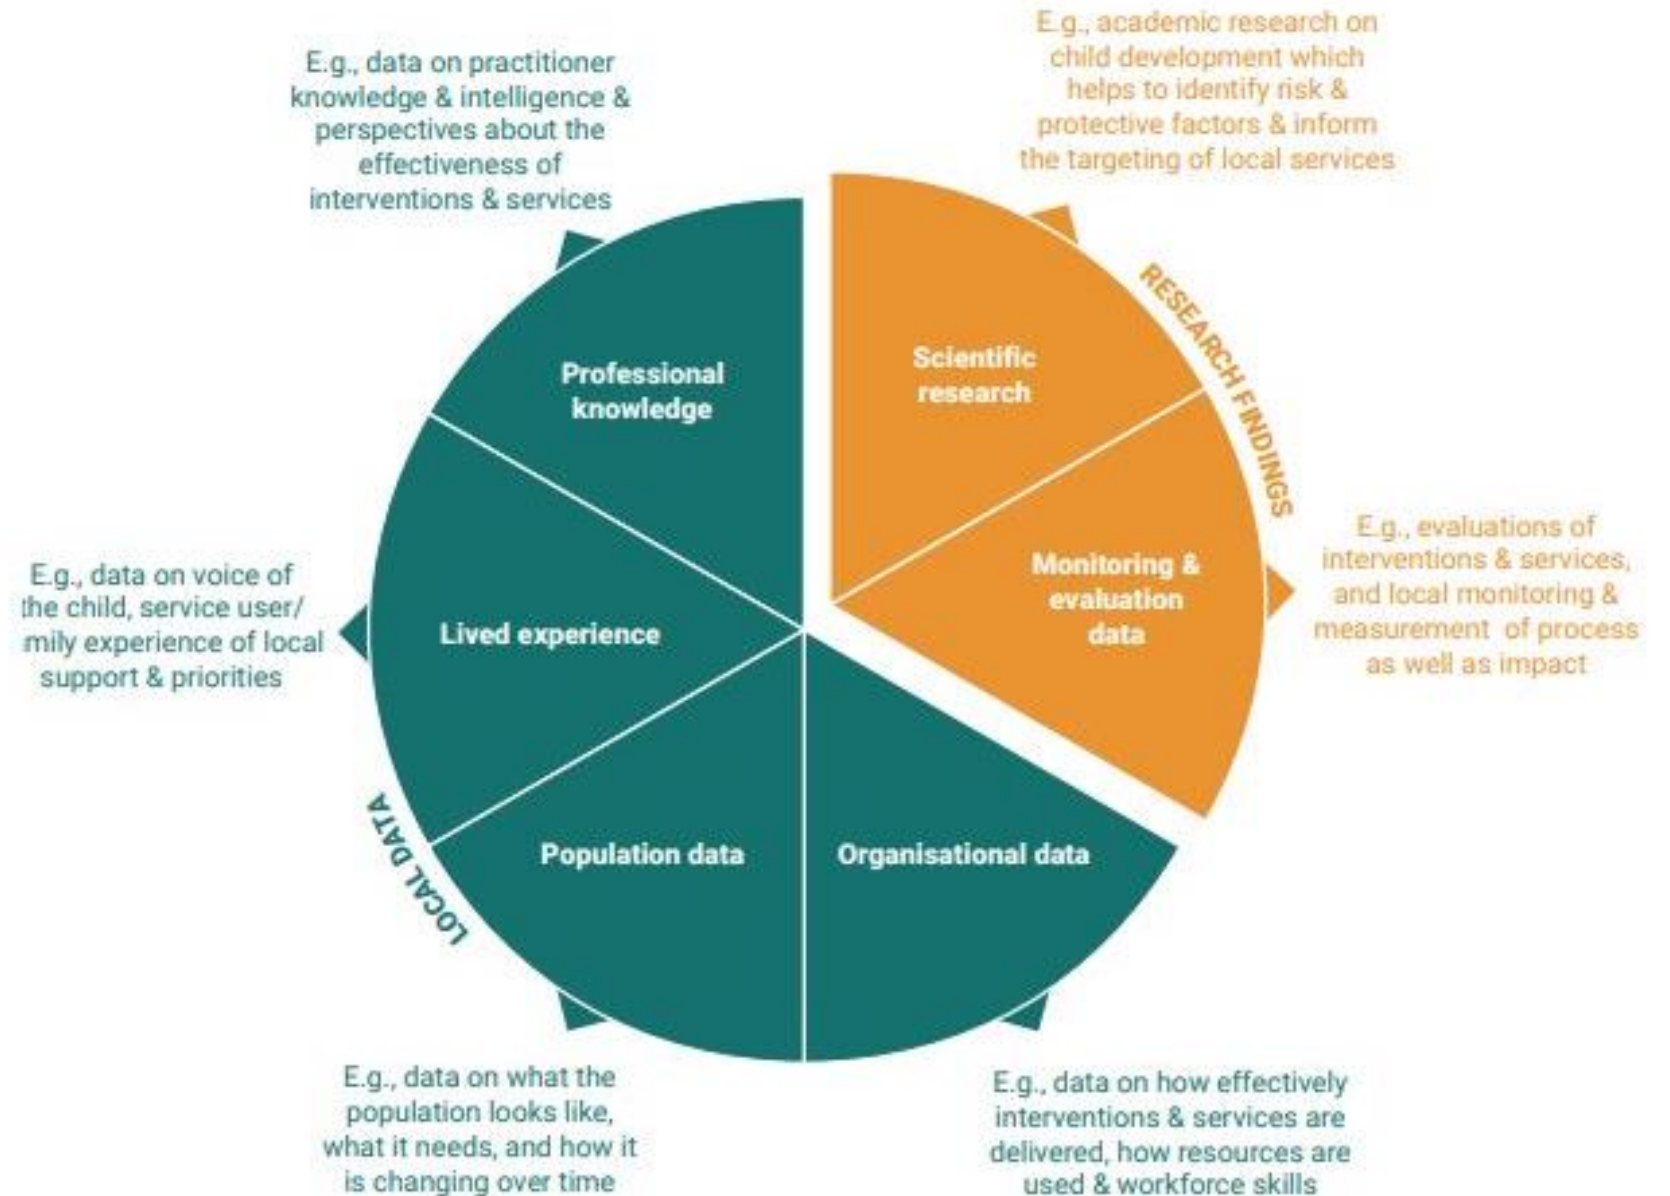 E.g., data on practitioner
knowledge & intelligence &
perspectives about the
effectiveness of
interventions & services
E.g., academic research on
child development which
helps to identify risk &
protective factors & inform
the targeting of local services
Professional
knowledge
Scientific
research
RESEARCH FINDINGS
Monitoring &
evaluation
data
E.g., evaluations of
interventions & services,
and local monitoring &
measurement of process
as well as impact
E.g., data on voice of
the child, service user/
mily experience of local
support & priorities
Lived experience
LOCAL DATA
Population data
Organisational data
E.g., data on what the
population looks like,
what it needs, and how it
is changing over time
E.g., data on how effectively
interventions & services are
delivered, how resources are
used & workforce skills